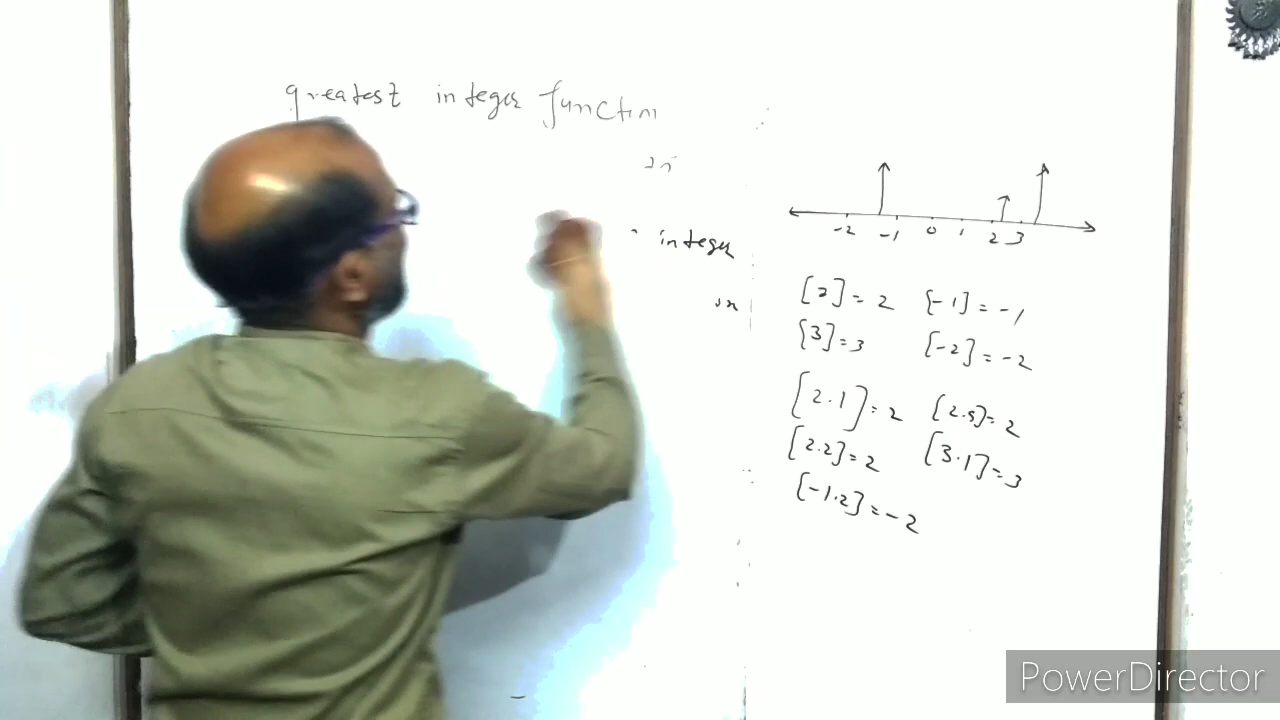 greatest integer function
integer
-2 -1 0 1 2 3
[2] = 2 [-1] = -1
[3] = 3 [-2] = -2
[2.1] = 2 [2.9] = 2
[2.2] = 2 [3.1] = 3
[-1.2] = -2
PowerDirector